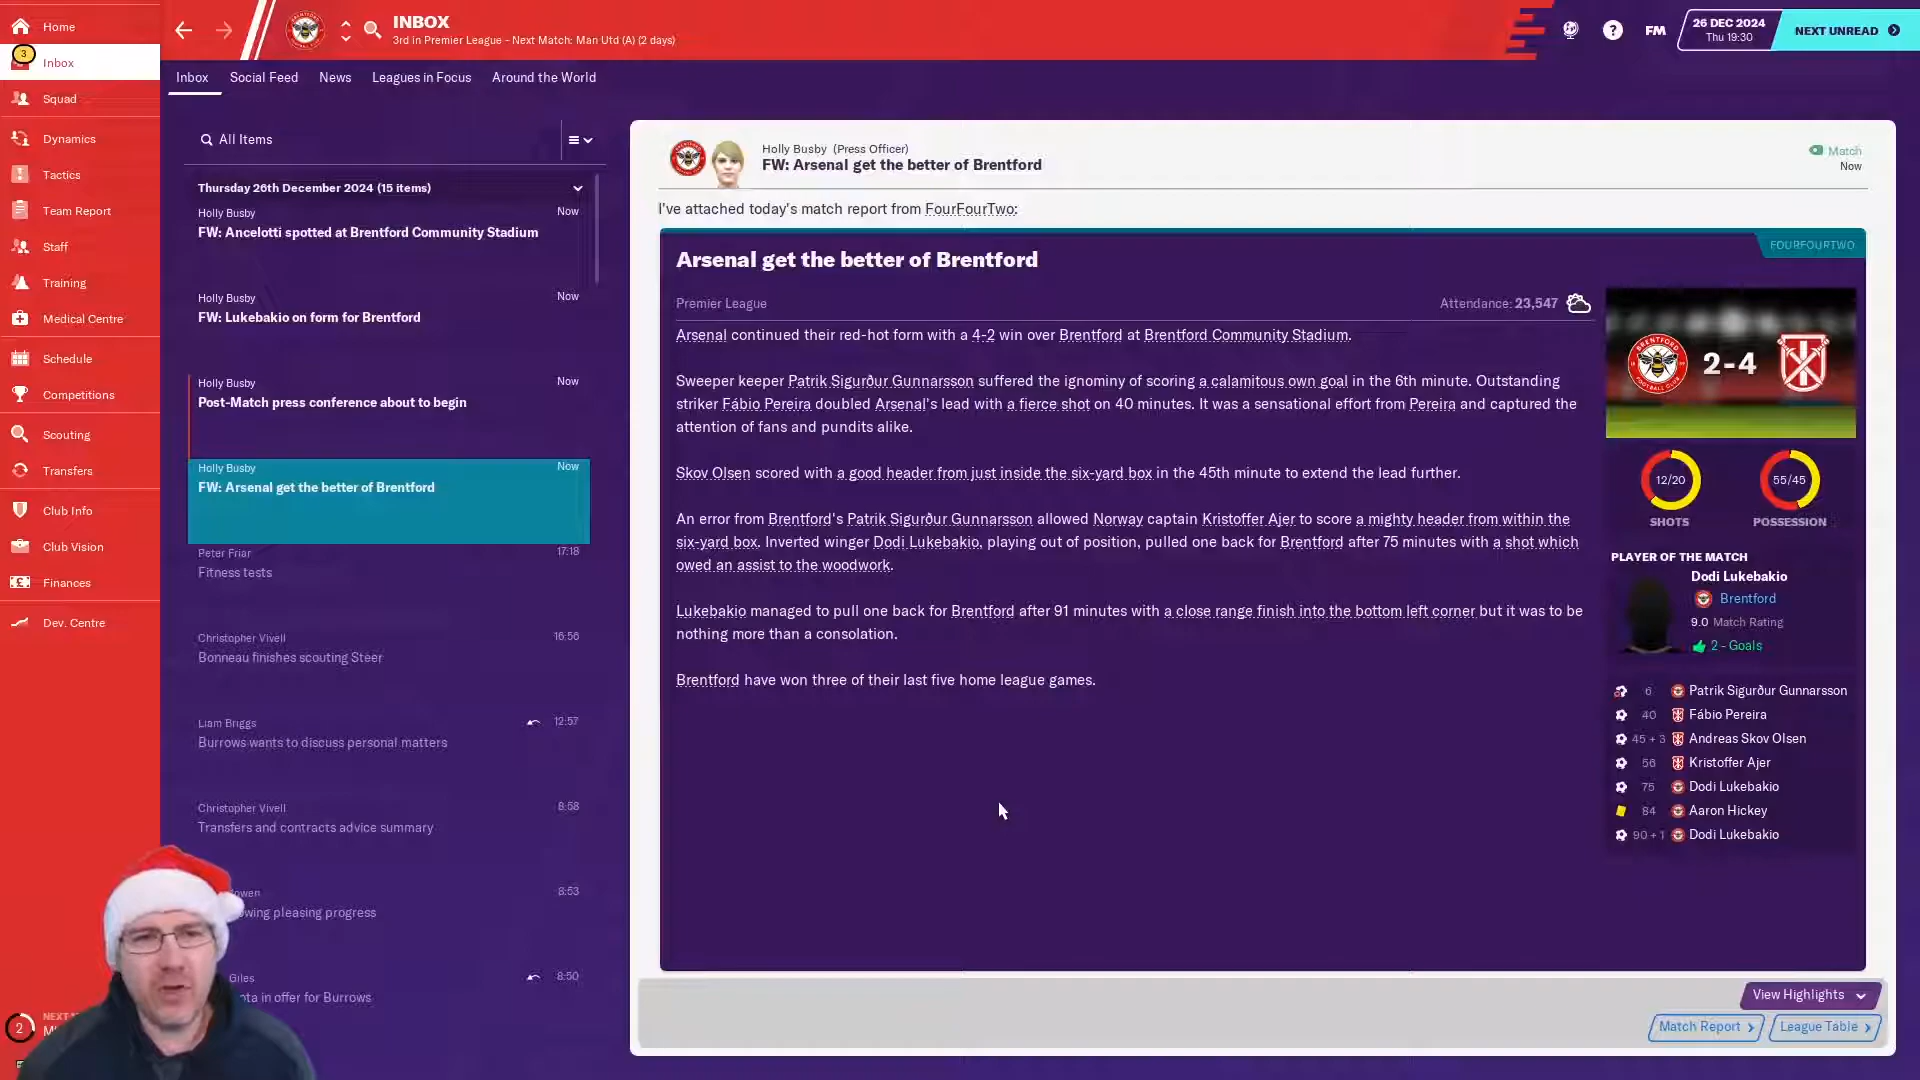 Home
Inbox
3
Squad
Dynamics
Tactics
Team Report
Staff
Training
Medical Centre
Schedule
Competitions
Scouting
Transfers
Club Info
Club Vision
Finances
Dev. Centre
2
INBOX
3rd in Premier League - Next Match: Man Utd (A) (2 days)
FM
26 DEC 2024
Thu 19:30
NEXT UNREAD
Inbox
Social Feed
News
Leagues in Focus
Around the World
All Items
Thursday 26th December 2024 (15 items)
Holly Busby
Now
FW: Ancelotti spotted at Brentford Community Stadium
Holly Busby
Now
FW: Lukebakio on form for Brentford
Holly Busby
Now
Post-Match press conference about to begin
Holly Busby
Now
FW: Arsenal get the better of Brentford
Peter Friar
17:18
Fitness tests
Christopher Vivell
16:56
Bonneau finishes scouting Steer
Liam Briggs
12:57
Burrows wants to discuss personal matters
Christopher Vivell
8:58
Transfers and contracts advice summary
8:53
pleasing progress
Giles
8:50
in offer for Burrows
Holly Busby (Press Officer)
FW: Arsenal get the better of Brentford
Match
Now
I've attached today's match report from FourFourTwo:
FOURFOURTWO
Arsenal get the better of Brentford
Premier League
Attendance: 23,547
Arsenal continued their red-hot form with a 4-2 win over Brentford at Brentford Community Stadium.
Sweeper keeper Patrik Sigurður Gunnarsson suffered the ignominy of scoring a calamitous own goal in the 6th minute. Outstanding
striker Fábio Pereira doubled Arsenal's lead with a fierce shot on 40 minutes. It was a sensational effort from Pereira and captured the
attention of fans and pundits alike.
Skov Olsen scored with a good header from just inside the six-yard box in the 45th minute to extend the lead further.
An error from Brentford's Patrik Sigurður Gunnarsson allowed Norway captain Kristoffer Ajer to score a mighty header from within the
six-yard box. Inverted winger Dodi Lukebakio, playing out of position, pulled one back for Brentford after 75 minutes with a shot which
owed an assist to the woodwork.
Lukebakio managed to pull one back for Brentford after 91 minutes with a close range finish into the bottom left corner but it was to be
nothing more than a consolation.
Brentford have won three of their last five home league games.
2-4
12/20
SHOTS
55/45
POSSESSION
PLAYER OF THE MATCH
Dodi Lukebakio
Brentford
9.0 Match Rating
2 - Goals
6 Patrik Sigurður Gunnarsson
40 Fábio Pereira
45 + 3 Andreas Skov Olsen
56 Kristoffer Ajer
75 Dodi Lukebakio
84 Aaron Hickey
90 + 1 Dodi Lukebakio
View Highlights
Match Report
League Table